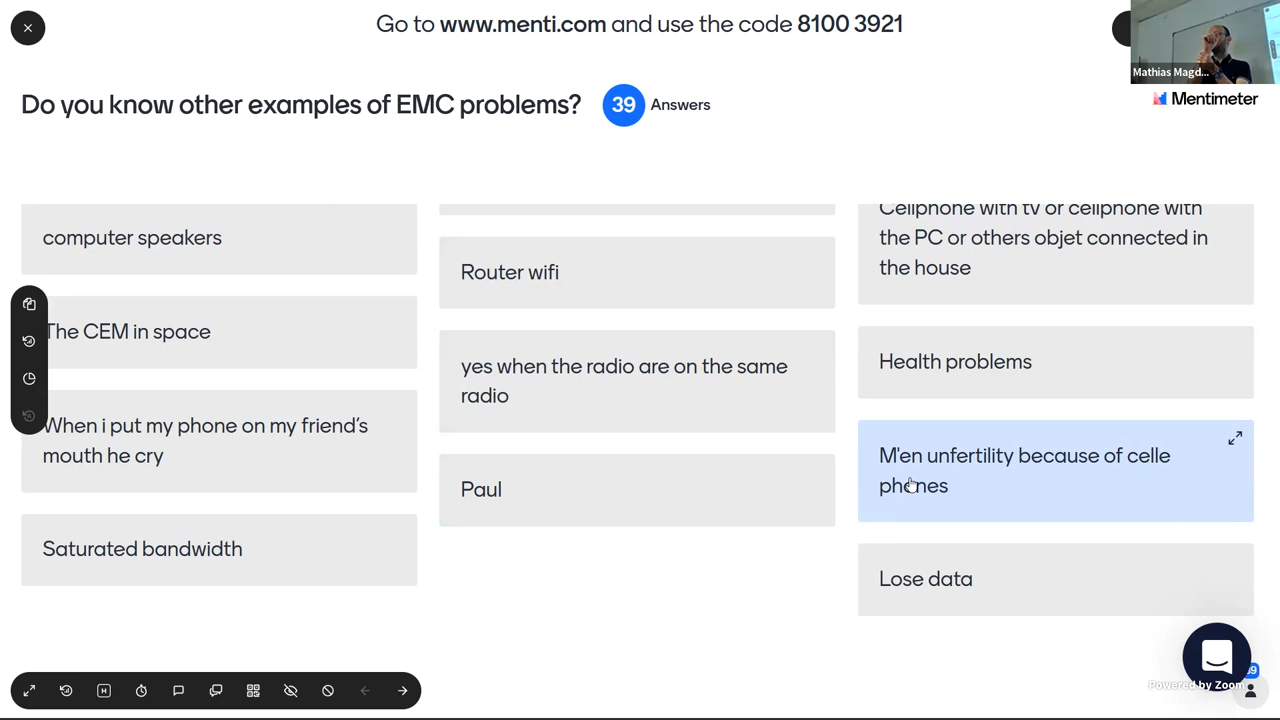 Go to www.menti.com and use the code 8100 3921
Mathias Magd...
Mentimeter
Do you know other examples of EMC problems?
39 Answers
computer speakers
The CEM in space
When i put my phone on my friend's
mouth he cry
Saturated bandwidth
Router wifi
yes when the radio are on the same
radio
Paul
Cellphone with tv or cellphone with
the PC or others objet connected in
the house
Health problems
M'en unfertility because of celle
phones
Lose data
Powered by Zoom